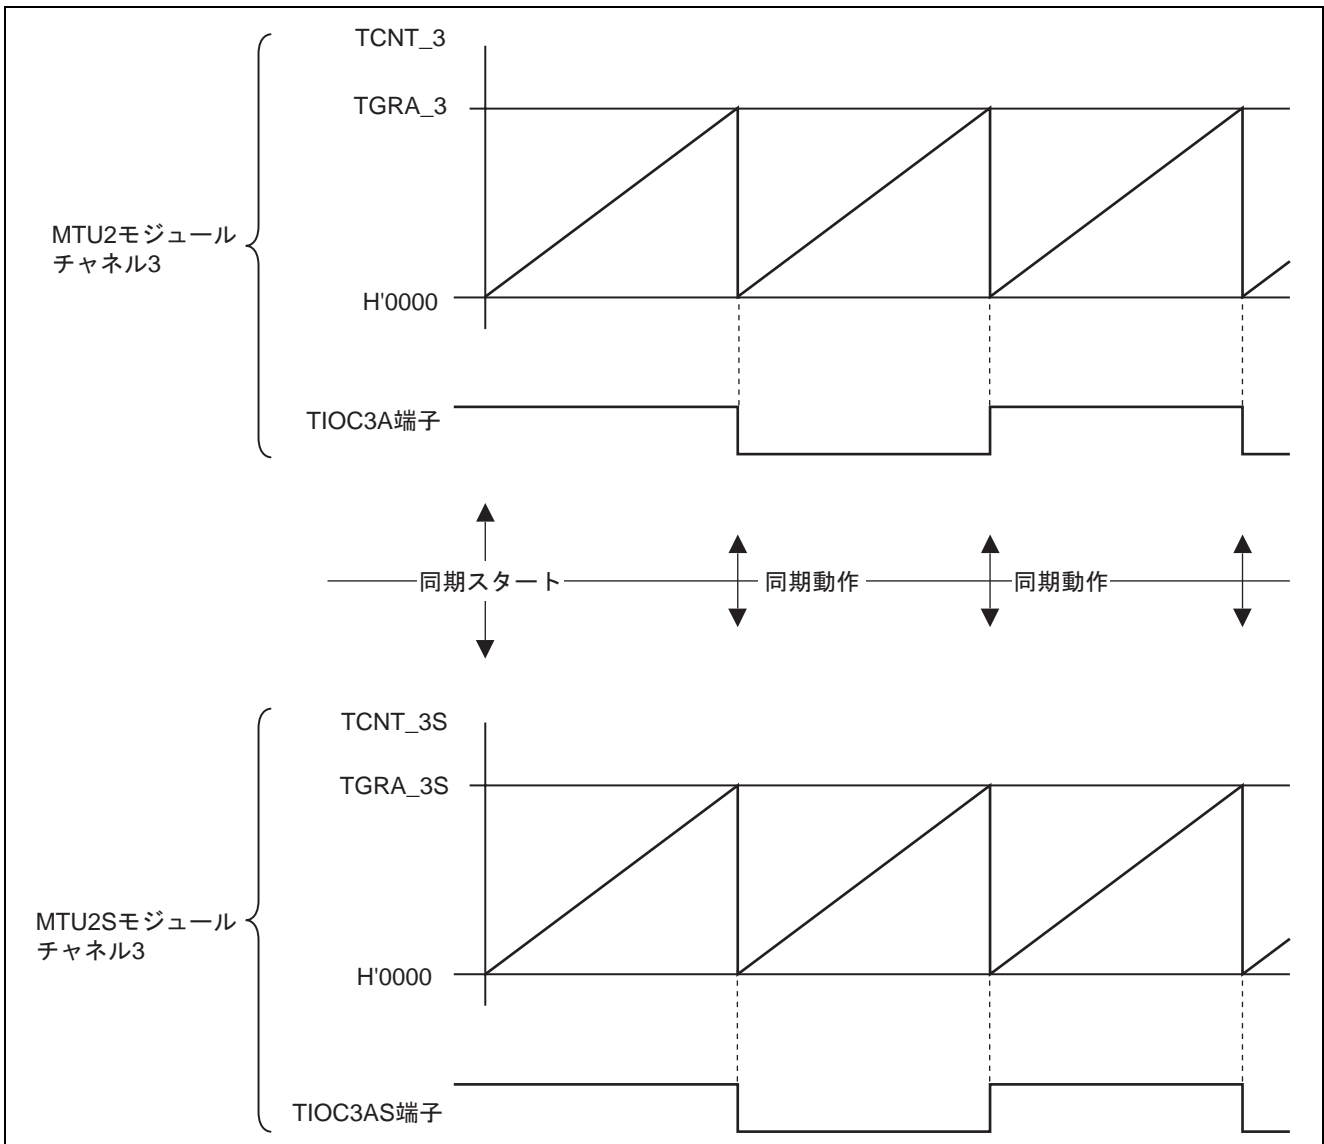 TCNT_3
TGRA_3
MTU2モジュール
チャネル3
H'0000
TIOC3A端子
同期スタート
同期動作
同期動作
TCNT_3S
TGRA_3S
MTU2Sモジュール
チャネル3
H'0000
TIOC3AS端子